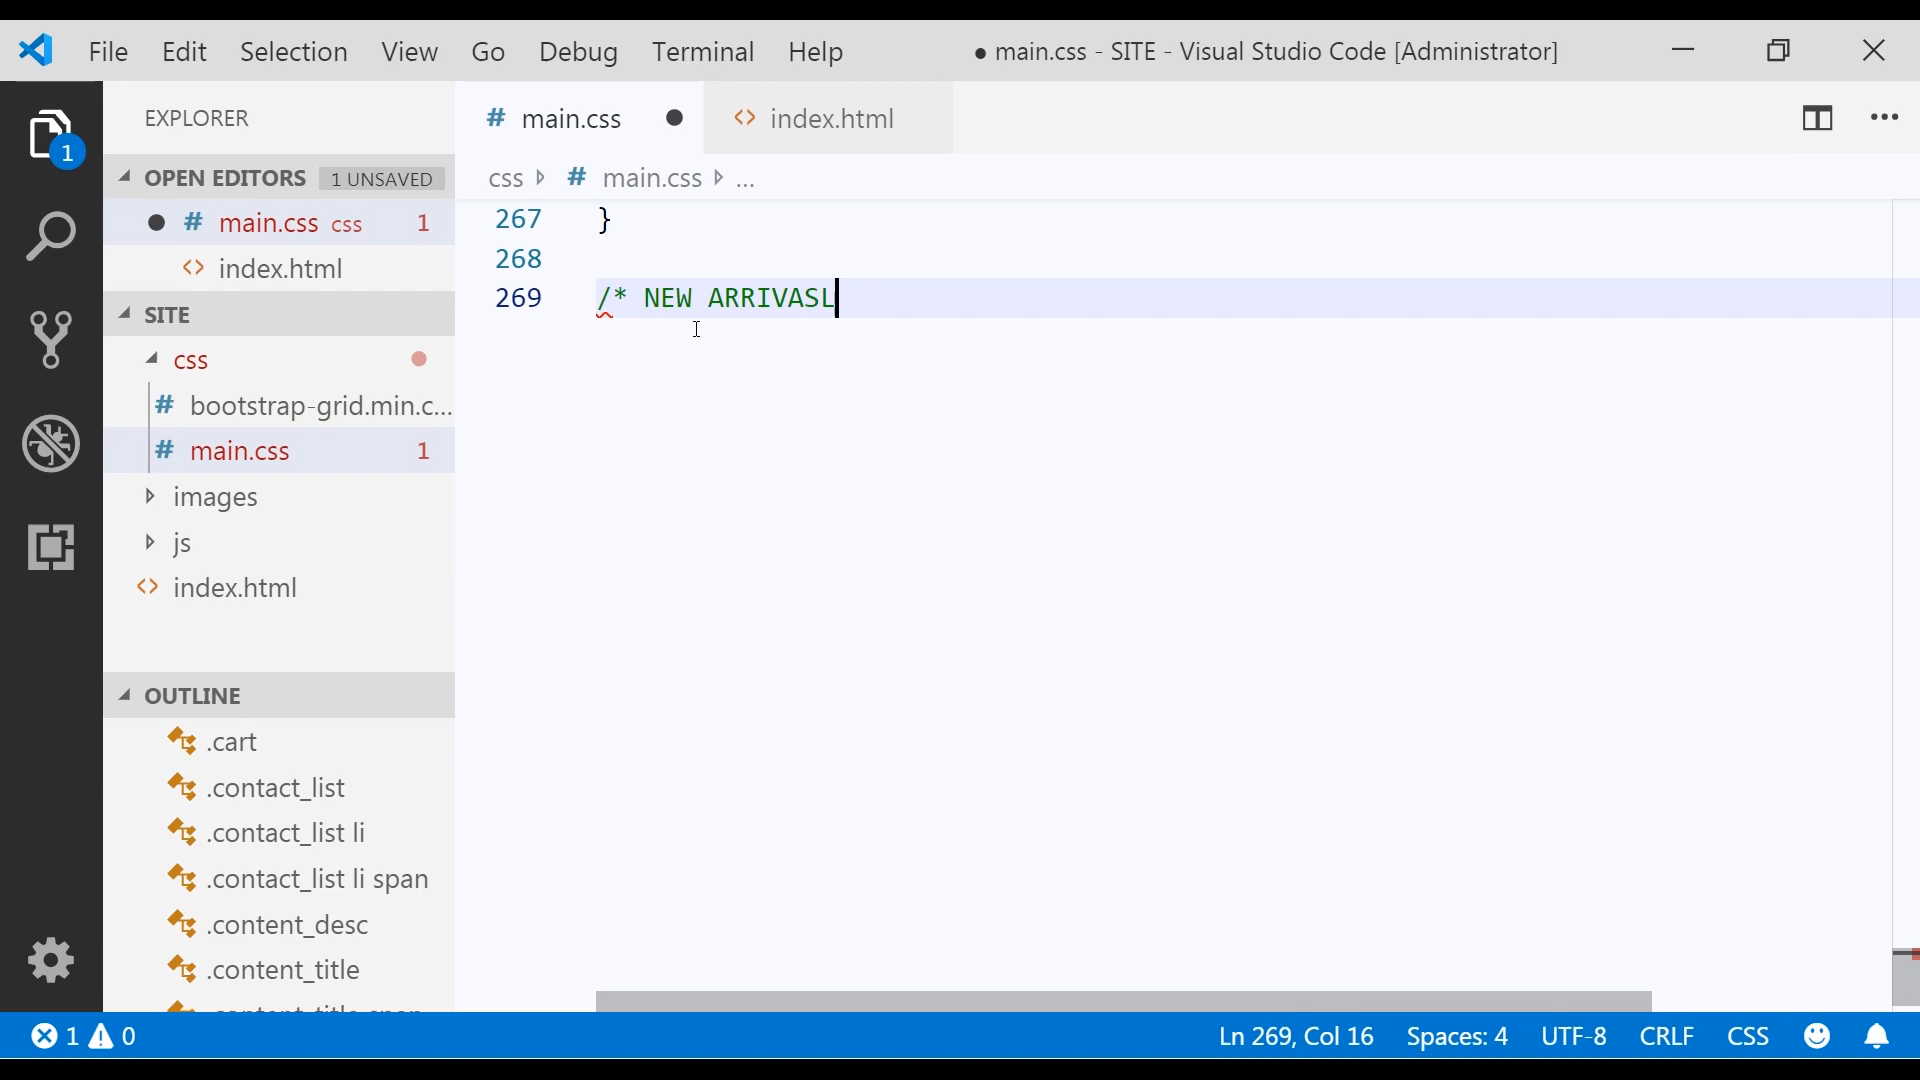 File Edit Selection View Go Debug Terminal Help ● main.css - SITE - Visual Studio Code [Administrator]
EXPLORER
1
OPEN EDITORS 1 UNSAVED
main.css css 1
index.html
SITE
css
bootstrap-grid.min.c...
main.css 1
images
js
index.html
OUTLINE
.cart
.contact_list
.contact_list li
.contact_list li span
.content_desc
.content_title
# main.css ● <> index.html ...
css # main.css ...
267 }
268
269 /* NEW ARRIVASL
1 0 Ln 269, Col 16 Spaces: 4 UTF-8 CRLF CSS